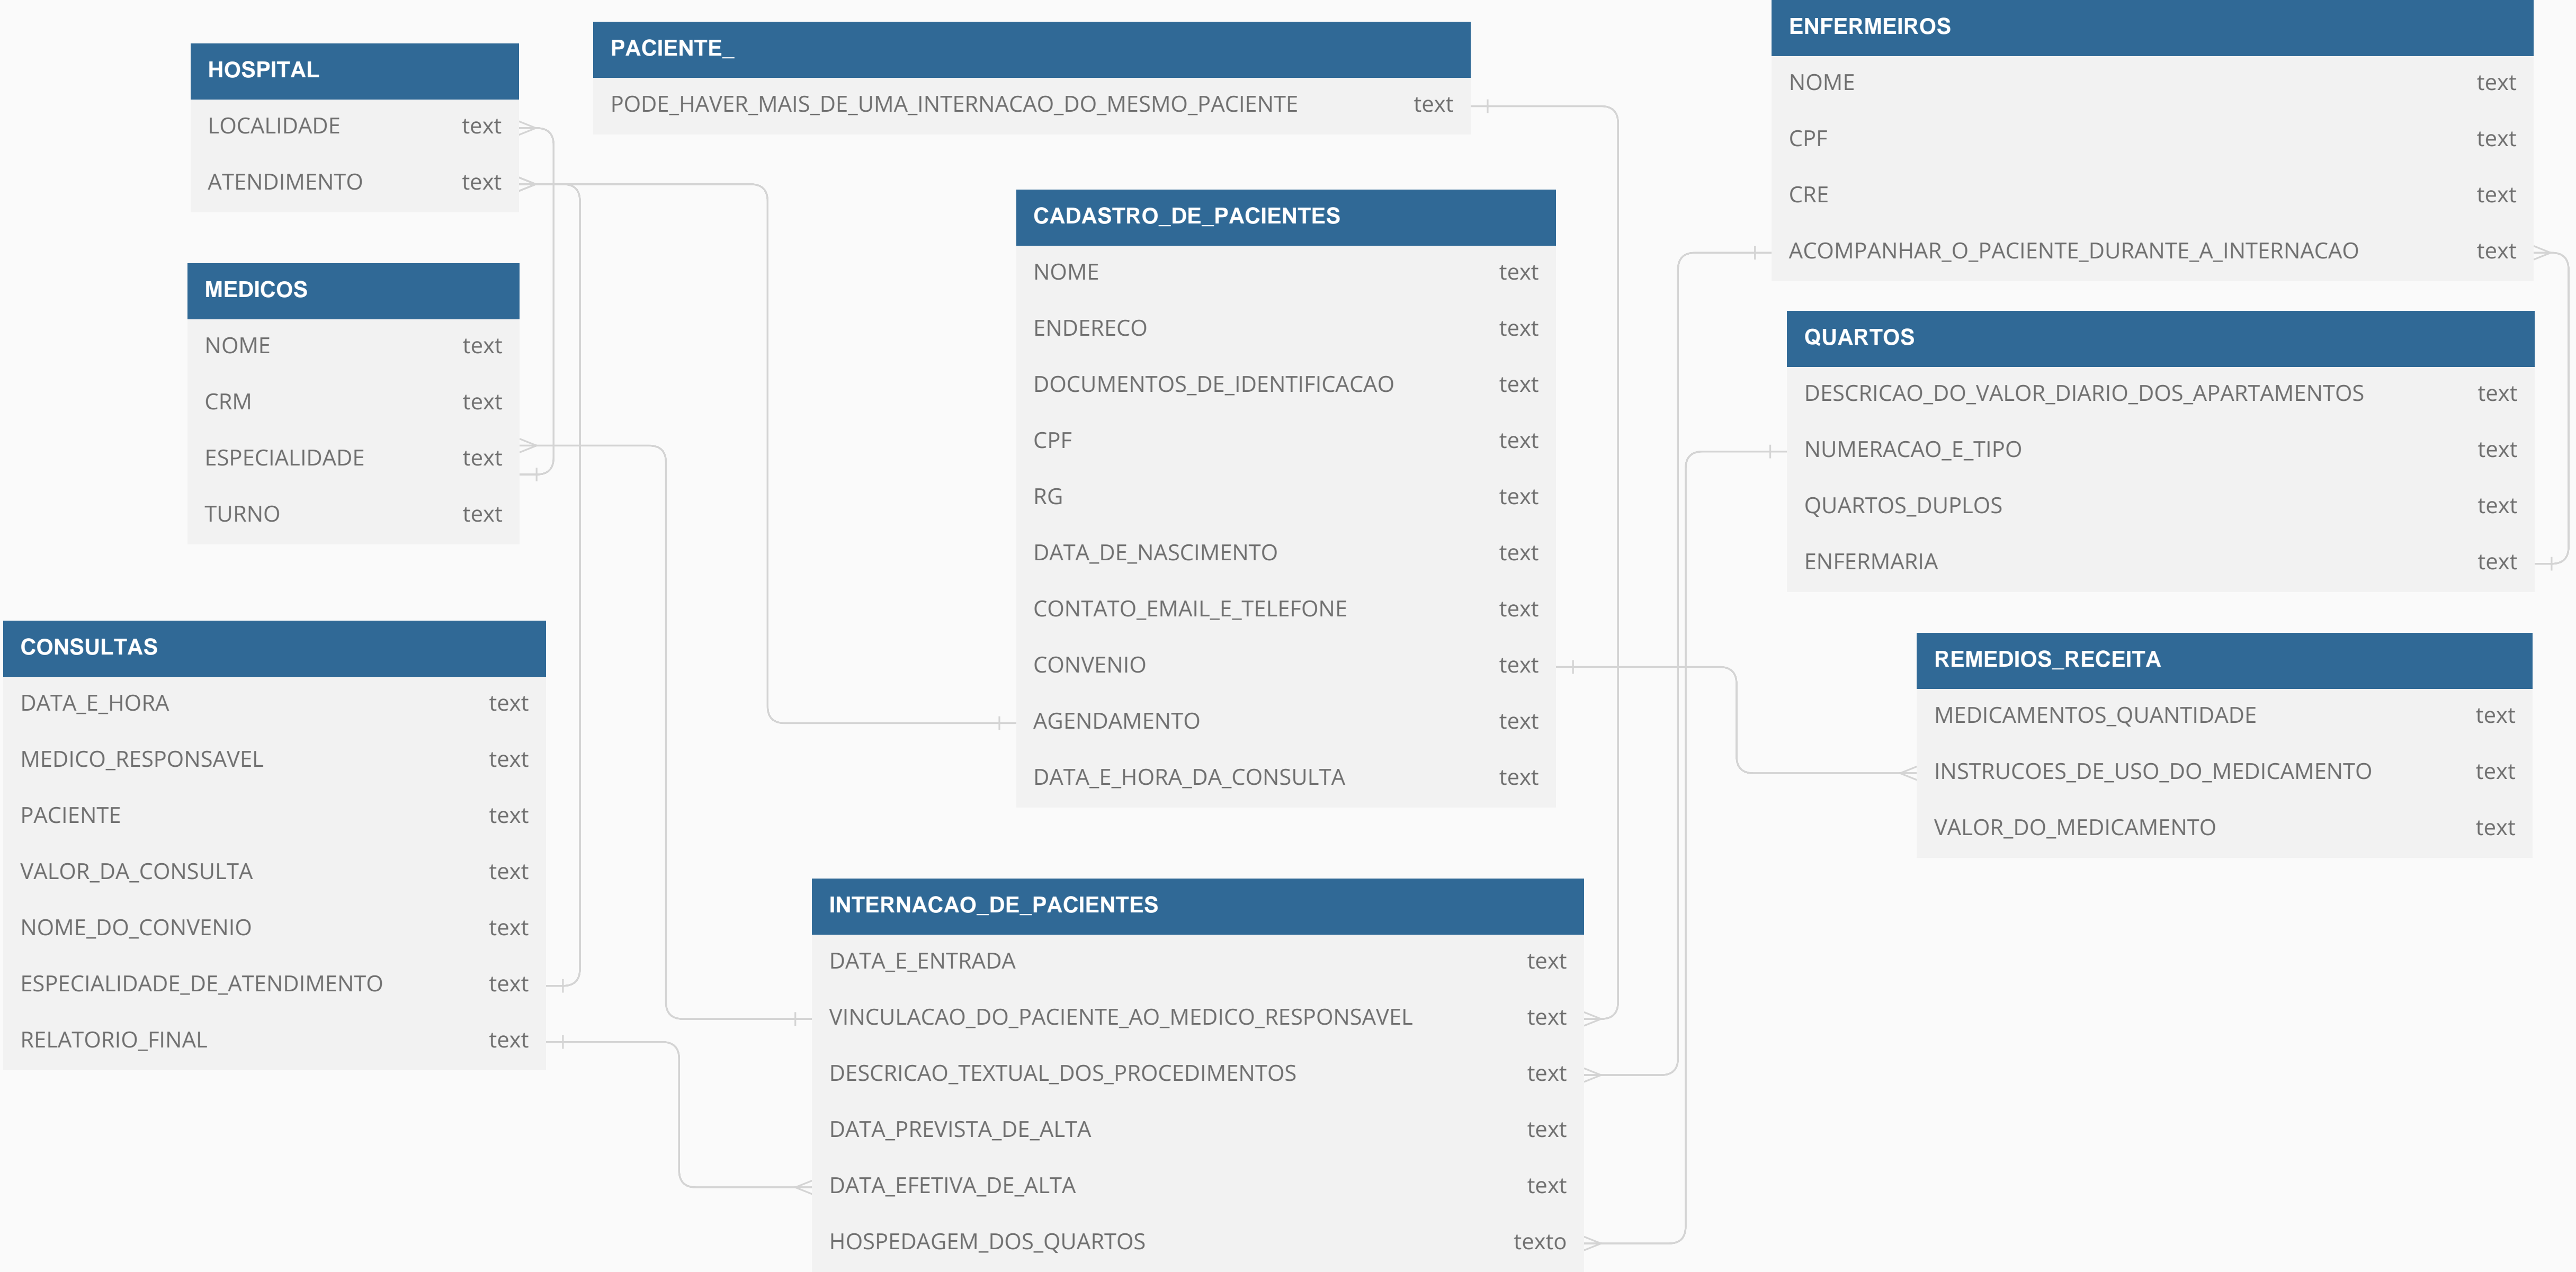 HOSPITAL
LOCALIDADE text
ATENDIMENTO text
MEDICOS
NOME text
CRM text
ESPECIALIDADE text
TURNO text
CONSULTAS
DATA_E_HORA text
MEDICO_RESPONSAVEL text
PACIENTE text
VALOR_DA_CONSULTA text
NOME_DO_CONVENIO text
ESPECIALIDADE_DE_ATENDIMENTO text
RELATORIO_FINAL text
PACIENTE_
PODE_HAVER_MAIS_DE_UMA_INTERNACAO_DO_MESMO_PACIENTE text
CADASTRO_DE_PACIENTES
NOME text
ENDERECO text
DOCUMENTOS_DE_IDENTIFICACAO text
CPF text
RG text
DATA_DE_NASCIMENTO text
CONTATO_EMAIL_E_TELEFONE text
CONVENIO text
AGENDAMENTO text
DATA_E_HORA_DA_CONSULTA text
INTERNACAO_DE_PACIENTES
DATA_E_ENTRADA text
VINCULACAO_DO_PACIENTE_AO_MEDICO_RESPONSAVEL text
DESCRICAO_TEXTUAL_DOS_PROCEDIMENTOS text
DATA_PREVISTA_DE_ALTA text
DATA_EFETIVA_DE_ALTA text
HOSPEDAGEM_DOS_QUARTOS texto
ENFERMEIROS
NOME text
CPF text
CRE text
ACOMPANHAR_O_PACIENTE_DURANTE_A_INTERNACAO text
QUARTOS
DESCRICAO_DO_VALOR_DIARIO_DOS_APARTAMENTOS text
NUMERACAO_E_TIPO text
QUARTOS_DUPLOS text
ENFERMARIA text
REMEDIOS_RECEITA
MEDICAMENTOS_QUANTIDADE text
INSTRUCOES_DE_USO_DO_MEDICAMENTO text
VALOR_DO_MEDICAMENTO text